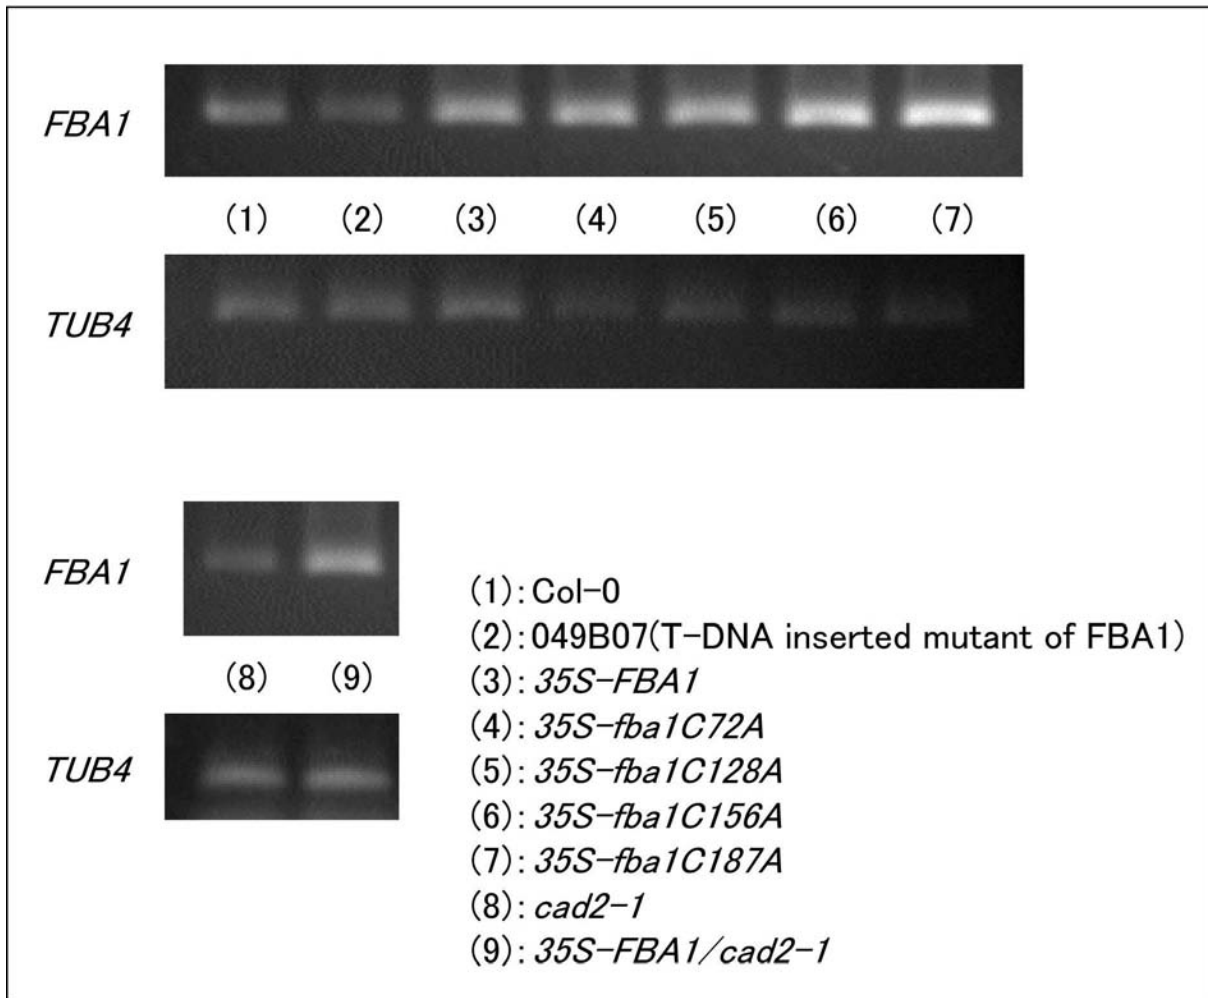 FBA1
(1) (2) (3) (4) (5) (6) (7)
TUB4
FBA1
(8) (9)
TUB4
(1): Col-0
(2): 049B07(T-DNA inserted mutant of FBA1)
(3): 35S-FBA1
(4): 35S-fba1C72A
(5): 35S-fba1C128A
(6): 35S-fba1C156A
(7): 35S-fba1C187A
(8): cad2-1
(9): 35S-FBA1/cad2-1